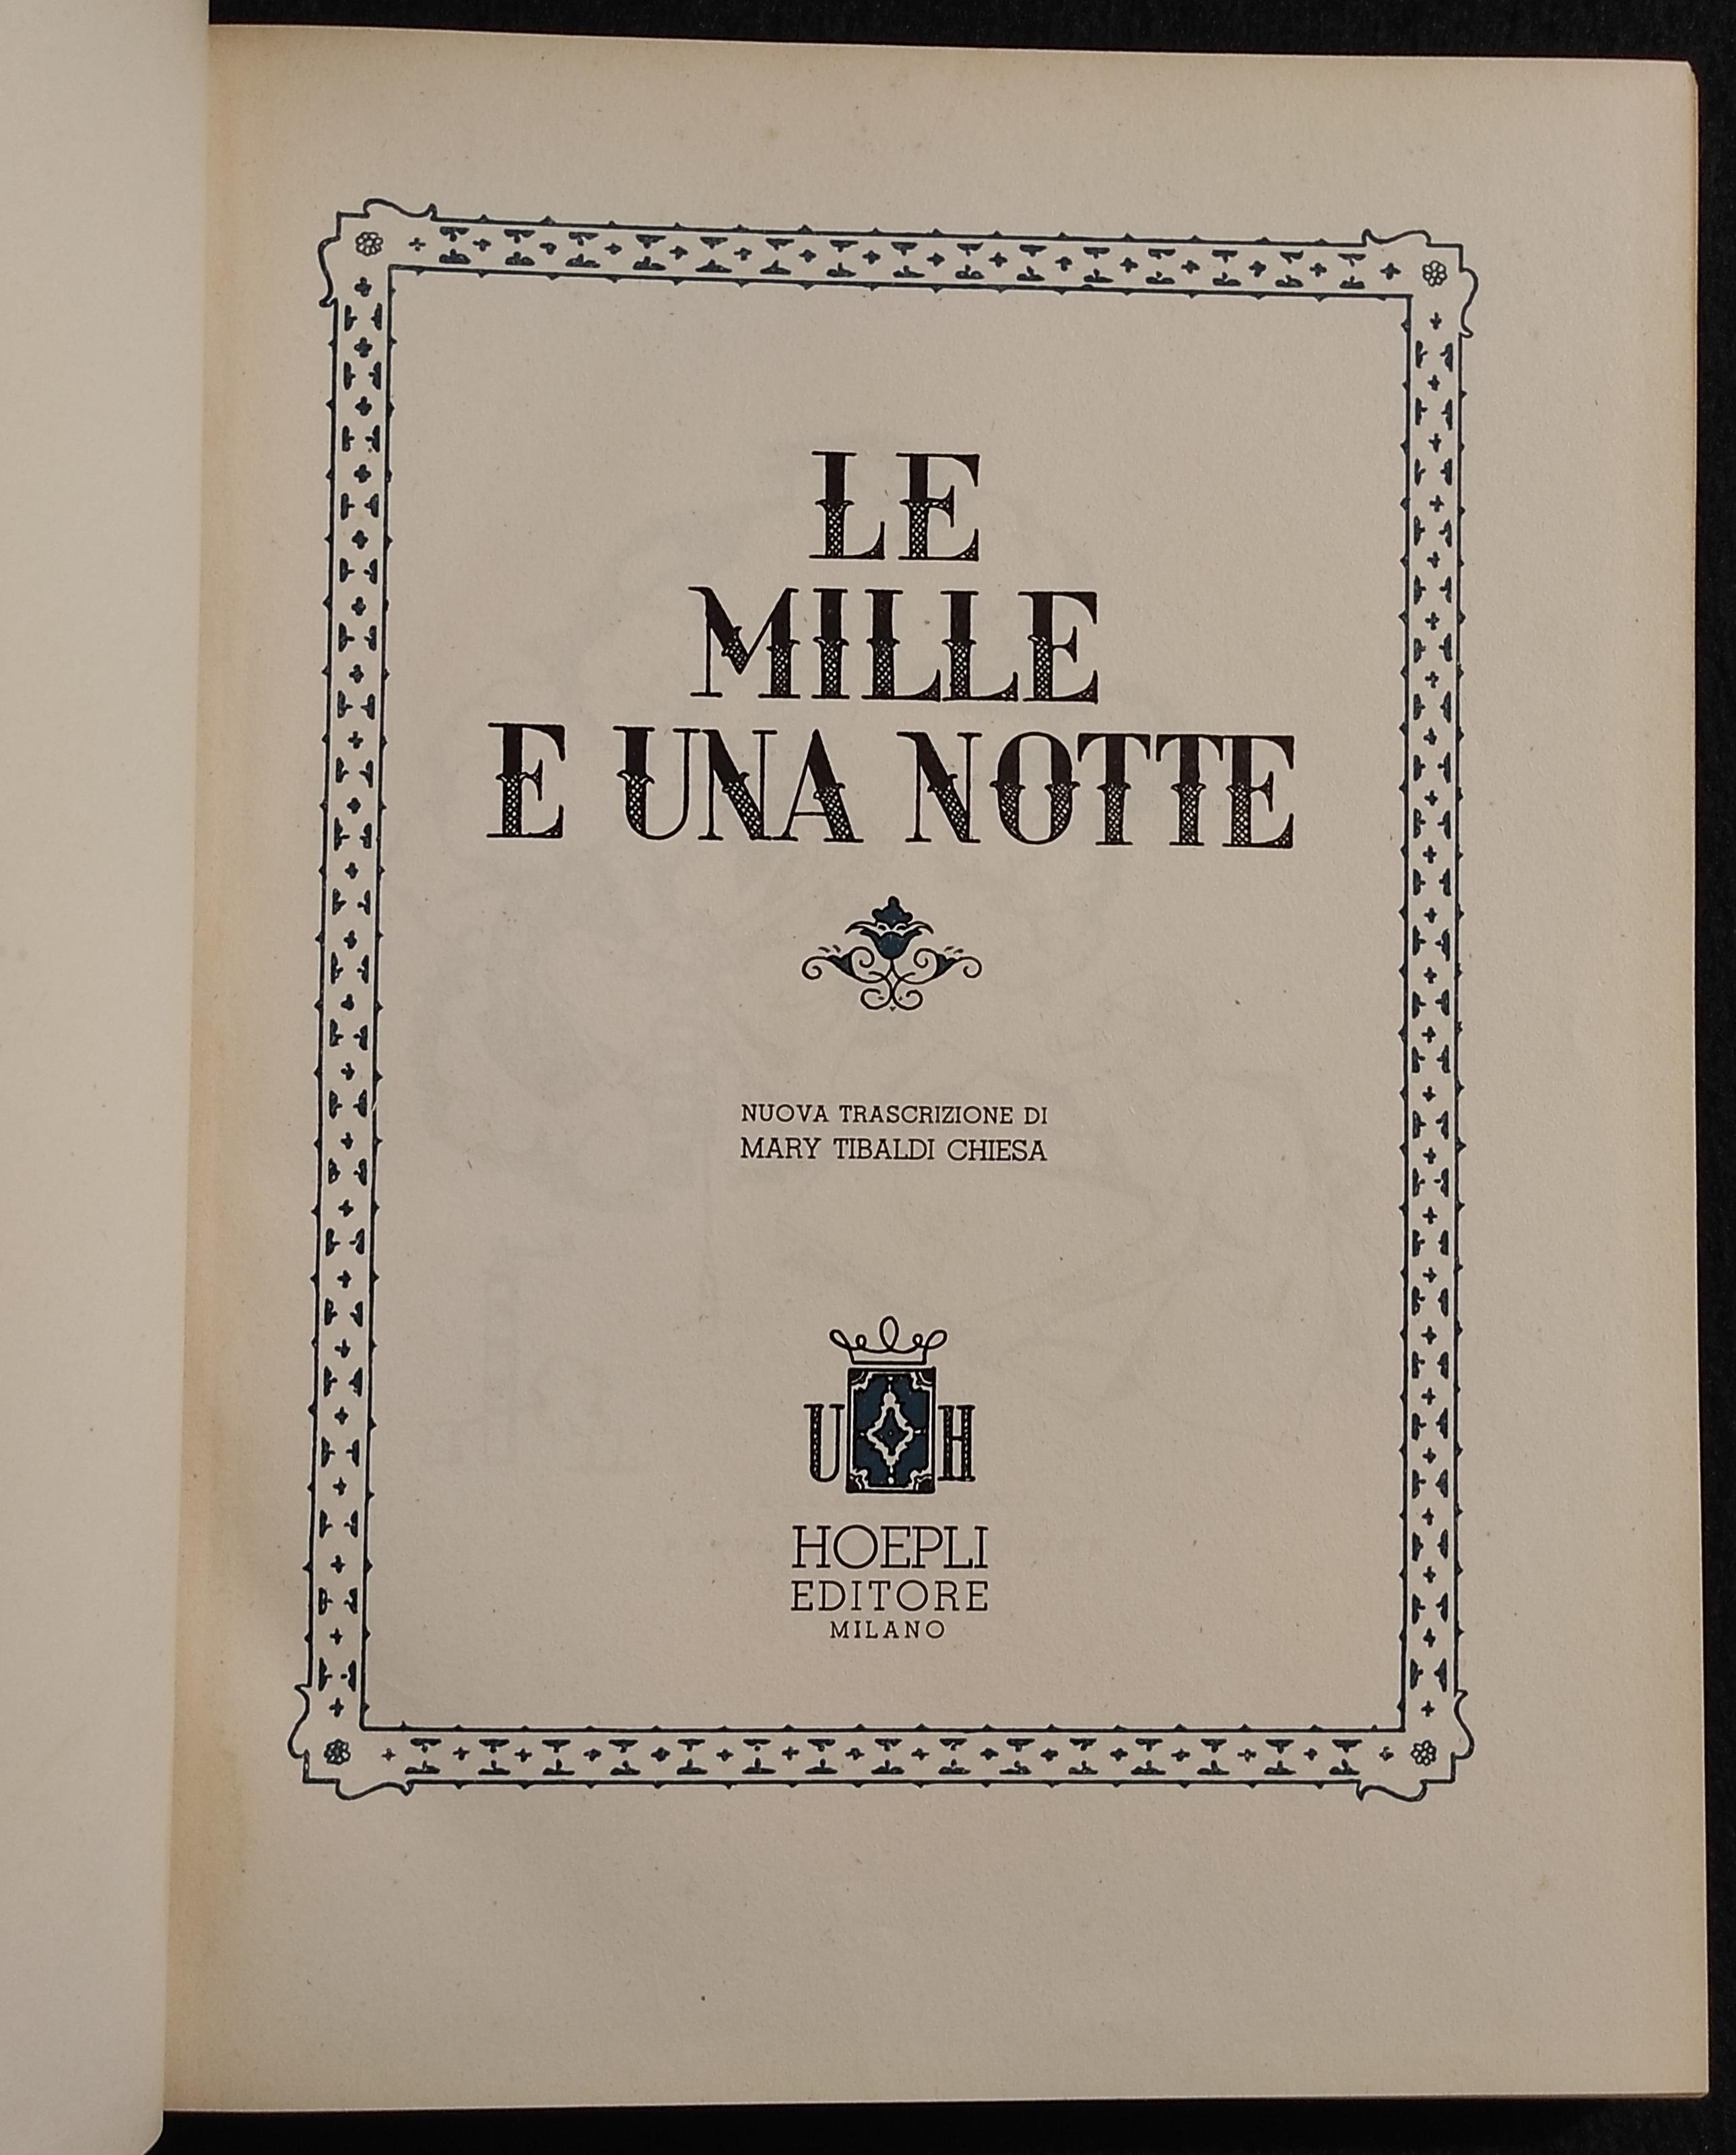 LE
MILLE
E UNA NOTTE
NUOVA TRASCRIZIONE DI
MARY TIBALDI CHIESA
U H
HOEPLI
EDITORE
MILANO